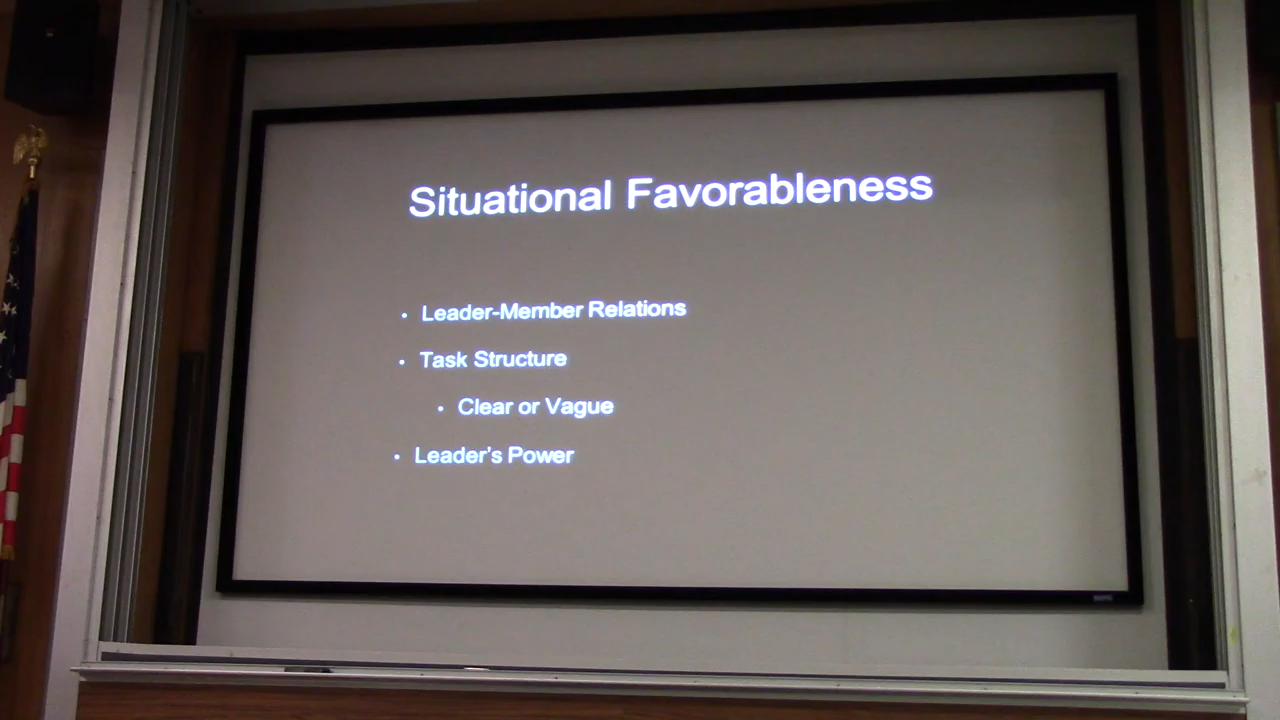 Situational Favorableness
• Leader-Member Relations
• Task Structure
• Clear or Vague
• Leader's Power